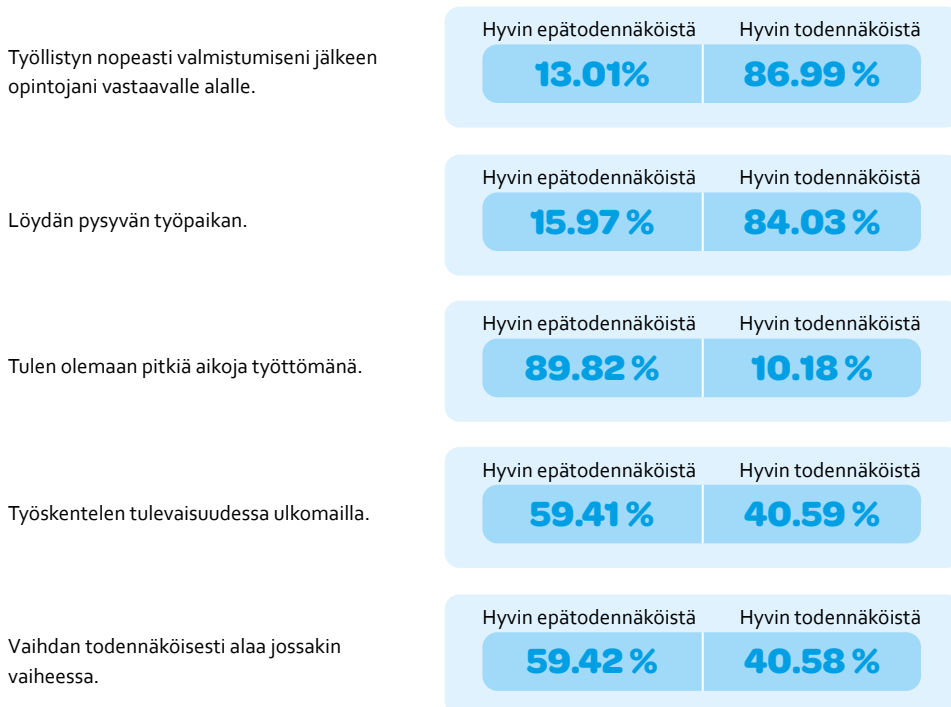 Hyvin epätodennäköistä Hyvin todennäköistä
Työllistyn nopeasti valmistumiseni jälkeen
opintojani vastaavalle alalle.
13.01% 86.99 %
Hyvin epätodennäköistä Hyvin todennäköistä
Löydän pysyvän työpaikan.
15.97 % 84.03 %
Hyvin epätodennäköistä Hyvin todennäköistä
Tulen olemaan pitkiä aikoja työttömänä.
89.82 % 10.18 %
Hyvin epätodennäköistä Hyvin todennäköistä
Työskentelen tulevaisuudessa ulkomailla.
59.41 % 40.59 %
Hyvin epätodennäköistä Hyvin todennäköistä
Vaihdan todennäköisesti alaa jossakin
vaiheessa.
59.42 % 40.58 %